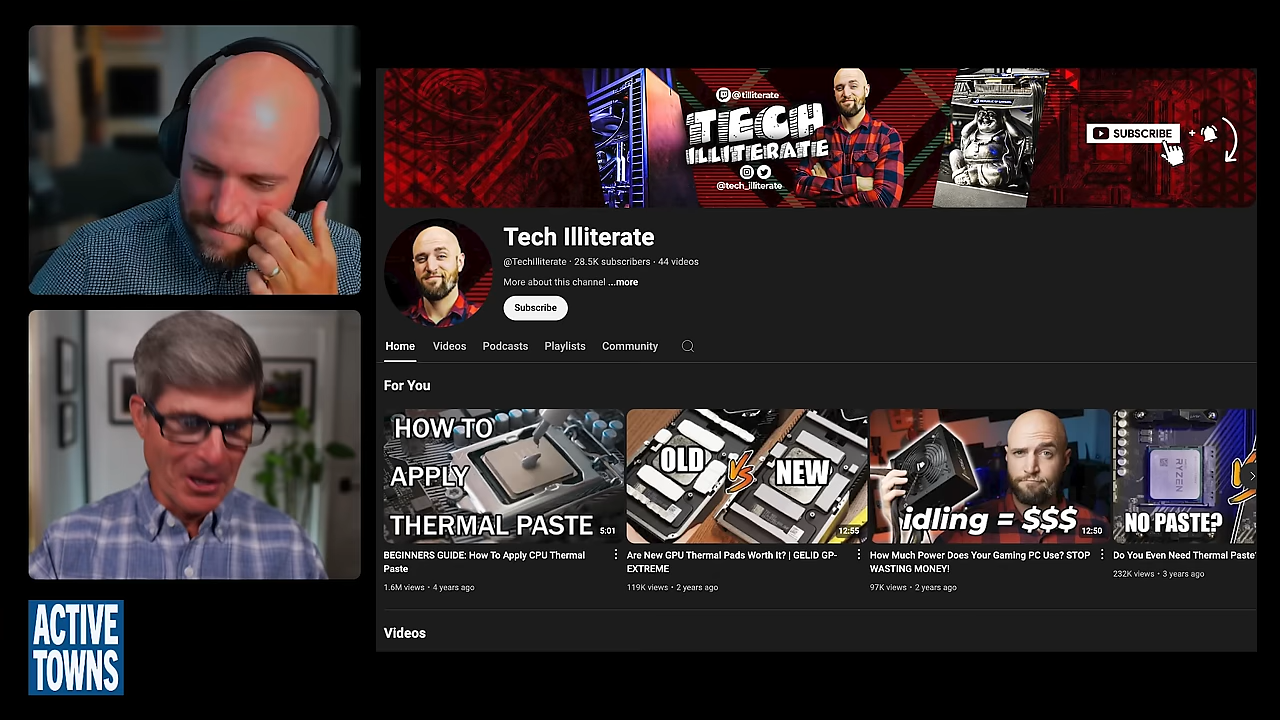 @tilliterate
TECH
ILLITERATE
@tech_illiterate
SUBSCRIBE
+
Tech Illiterate
@TechIlliterate · 28.5K subscribers · 44 videos
More about this channel ...more
Subscribe
Home Videos Podcasts Playlists Community
For You
HOW TO
APPLY
THERMAL PASTE
5:01
OLD
VS
NEW
12:55
idling = $$$
12:50
RYZEN
NO PASTE?
BEGINNERS GUIDE: How To Apply CPU Thermal
Paste
1.6M views · 4 years ago
Are New GPU Thermal Pads Worth It? | GELID GP-
EXTREME
119K views · 2 years ago
How Much Power Does Your Gaming PC Use? STOP
WASTING MONEY!
97K views · 2 years ago
Do You Even Need Thermal Paste
232K views · 3 years ago
Videos
ACTIVE
TOWNS